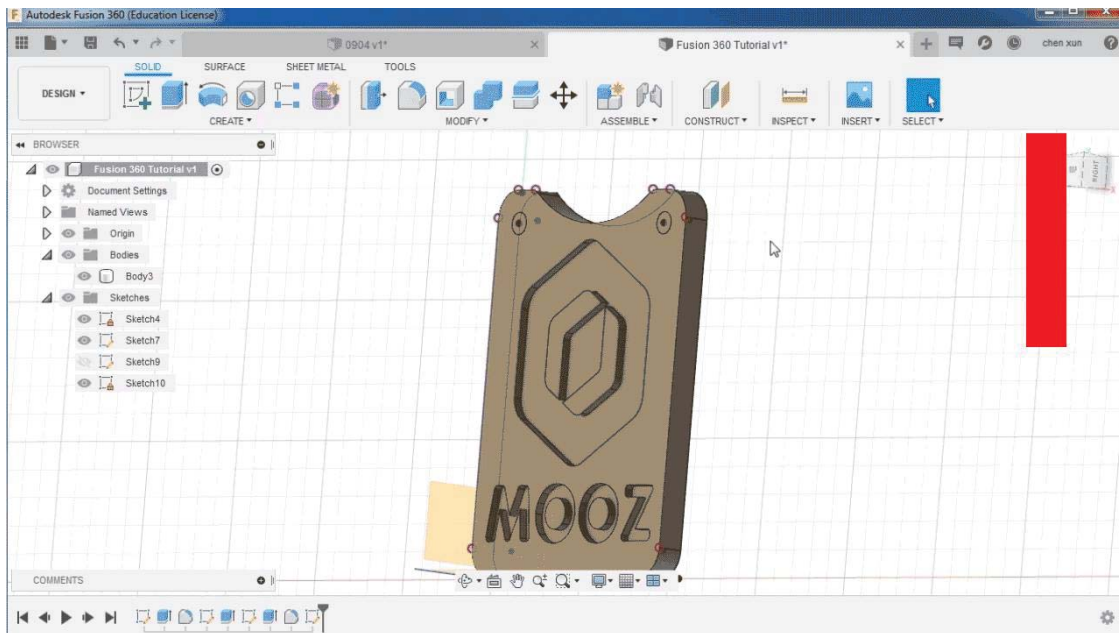 F Autodesk Fusion 360 (Education License)
0904 v1*
Fusion 360 Tutorial v1*
chen xun
SOLID SURFACE SHEET METAL TOOLS
DESIGN
CREATE MODIFY ASSEMBLE CONSTRUCT INSPECT INSERT SELECT
BROWSER
Fusion 360 Tutorial v1
Document Settings
Named Views
Origin
Bodies
Body3
Sketches
Sketch4
Sketch7
Sketch9
Sketch10
RIGHT
MOOZ
COMMENTS